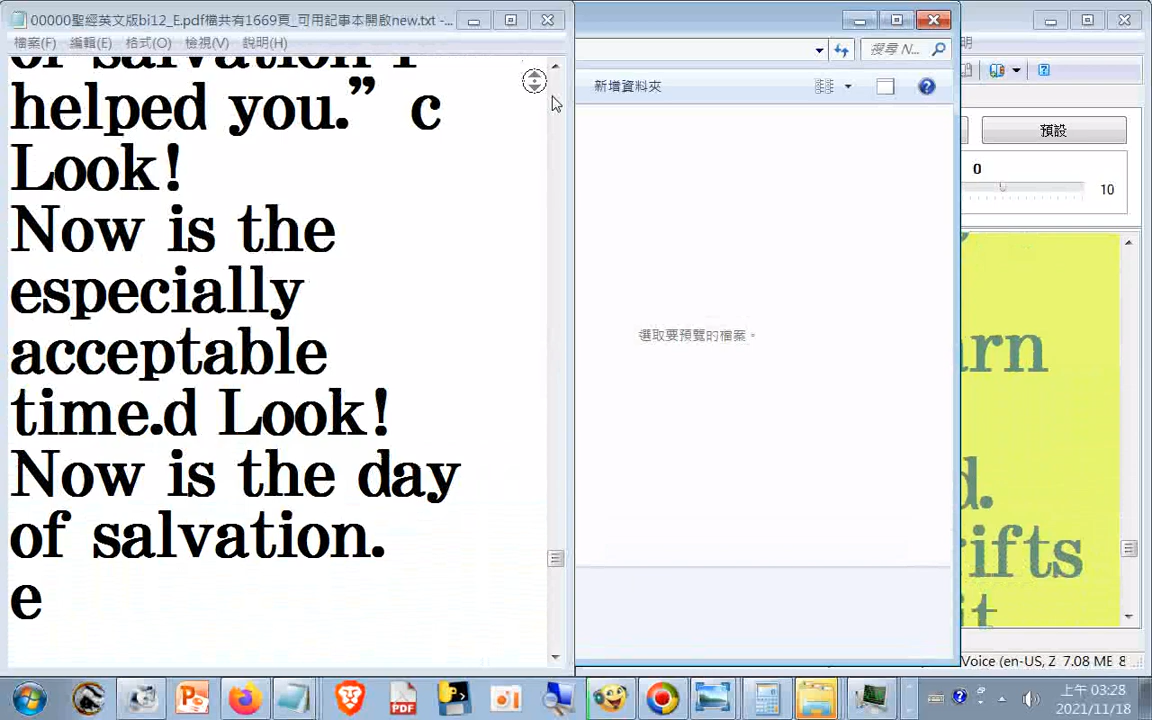 00000聖經英文版bi12_E.pdf檔共有1669頁_可用記事本開啟new.txt -...
檔案(F) 編輯(E) 格式(O) 檢視(V) 說明(H)
of salvation I
helped you.” c
Look!
Now is the
especially
acceptable
time.d Look!
Now is the day
of salvation.
e
搜尋 N...
新增資料夾
選取要預覽的檔案。
明
預設
0
10
arn
d.
ifts
it
Voice (en-US, Z 7.08 ME 8
上午 03:28
2021/11/18